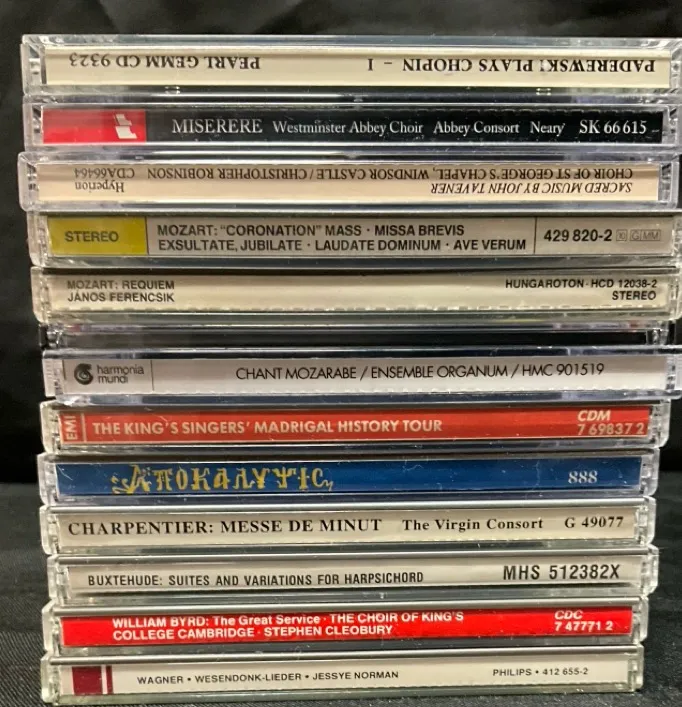 PADEREWSKI PLAYS CHOPIN - I PEARL GEMM CD 9323
MISERERE Westminster Abbey Choir Abbey Consort Neary SK 66 615
SACRED MUSIC BY JOHN TAVENER
CHOIR OF ST GEORGE'S CHAPEL, WINDSOR CASTLE / CHRISTOPHER ROBINSON
Hyperion
CDA66464
STEREO
MOZART: "CORONATION" MASS · MISSA BREVIS
EXSULTATE, JUBILATE · LAUDATE DOMINUM · AVE VERUM
429 820-2
MOZART: REQUIEM
JÁNOS FERENCSIK
HUNGAROTON · HCD 12038-2
STEREO
harmonia
mundi
CHANT MOZARABE / ENSEMBLE ORGANUM / HMC 901519
EMI
THE KING'S SINGERS' MADRIGAL HISTORY TOUR
CDM
7 69837 2
ΑΠΟΚΑΛΥΨΙC 888
CHARPENTIER: MESSE DE MINUT The Virgin Consort G 49077
BUXTEHUDE: SUITES AND VARIATIONS FOR HARPSICHORD MHS 512382X
WILLIAM BYRD: The Great Service · THE CHOIR OF KING'S
COLLEGE CAMBRIDGE · STEPHEN CLEOBURY
CDC
7 47771 2
WAGNER • WESENDONK-LIEDER • JESSYE NORMAN PHILIPS • 412 655-2